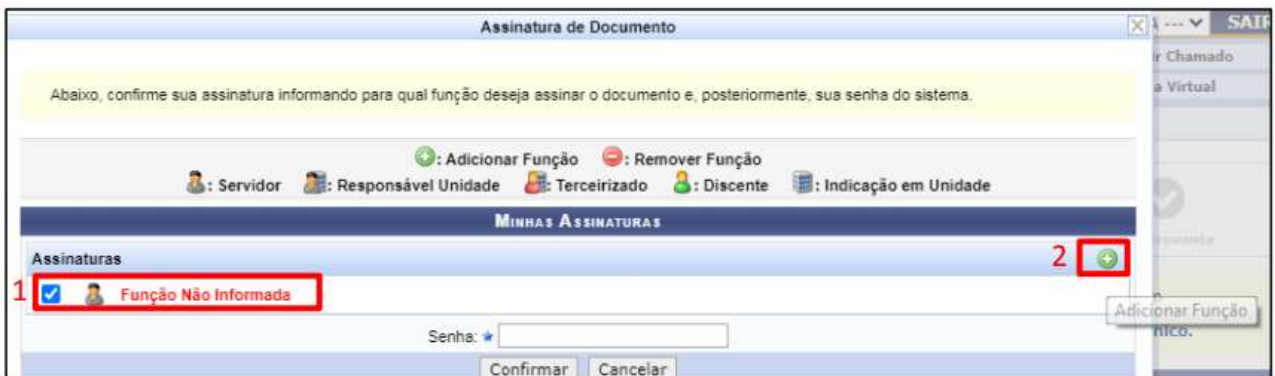 Assinatura de Documento
SAIR
r Chamado
a Virtual
Abaixo, confirme sua assinatura informando para qual função deseja assinar o documento e, posteriormente, sua senha do sistema.
: Adicionar Função : Remover Função
: Servidor : Responsável Unidade : Terceirizado : Discente : Indicação em Unidade
MINHAS ASSINATURAS
Assinaturas
2
1 Função Não Informada
Adicionar Função
Senha:
nico.
Confirmar Cancelar